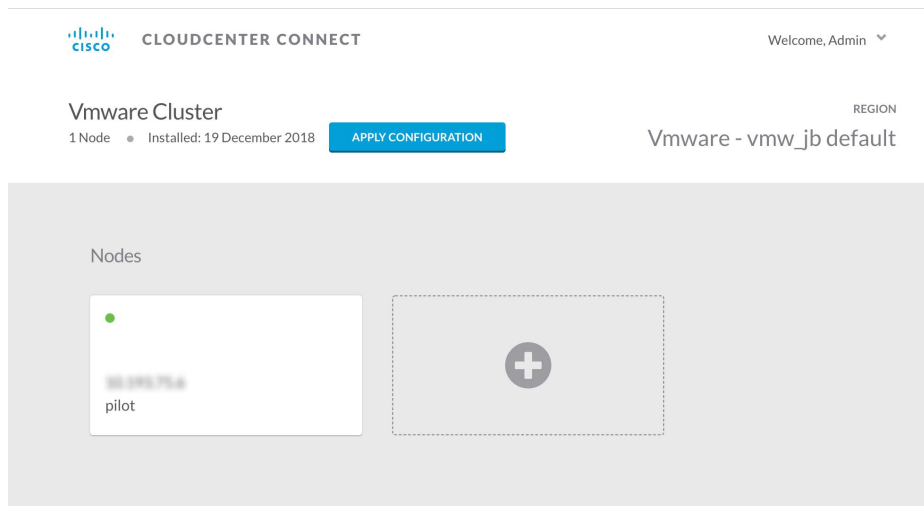 CISCO CLOUDCENTER CONNECT
Welcome, Admin
Vmware Cluster
REGION
1 Node • Installed: 19 December 2018 APPLY CONFIGURATION
Vmware - vmw_jb default
Nodes
pilot